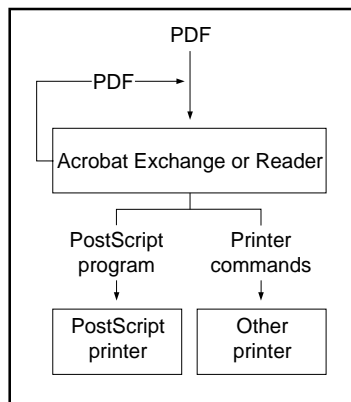 PDF
PDF
Acrobat Exchange or Reader
PostScript
program
Printer
commands
PostScript
printer
Other
printer